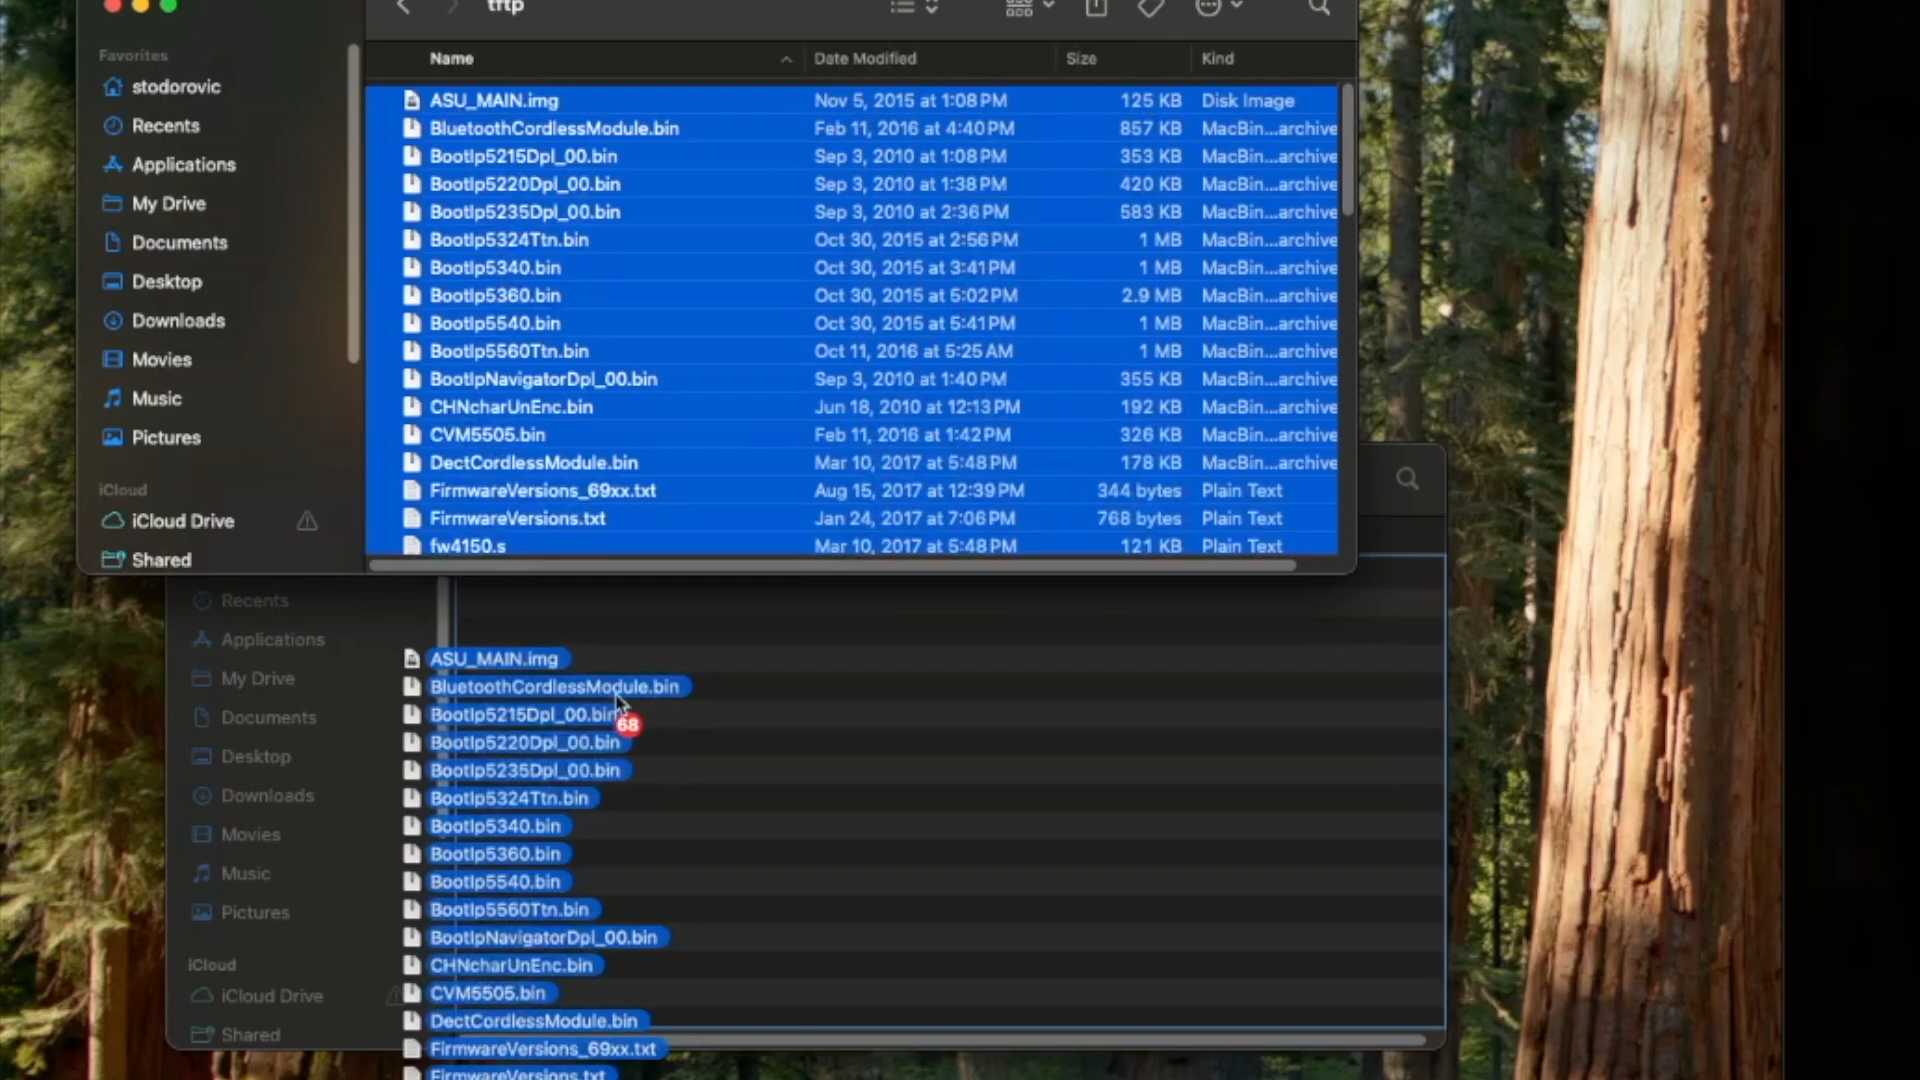 tftp
Favorites
stodorovic
Recents
Applications
My Drive
Documents
Desktop
Downloads
Movies
Music
Pictures
iCloud
iCloud Drive
Shared
Name Date Modified Size Kind
ASU_MAIN.img Nov 5, 2015 at 1:08 PM 125 KB Disk Image
BluetoothCordlessModule.bin Feb 11, 2016 at 4:40 PM 857 KB MacBin...archive
BootIp5215Dpl_00.bin Sep 3, 2010 at 1:08 PM 353 KB MacBin...archive
BootIp5220Dpl_00.bin Sep 3, 2010 at 1:38 PM 420 KB MacBin...archive
BootIp5235Dpl_00.bin Sep 3, 2010 at 2:36 PM 583 KB MacBin...archive
BootIp5324Ttn.bin Oct 30, 2015 at 2:56 PM 1 MB MacBin...archive
BootIp5340.bin Oct 30, 2015 at 3:41 PM 1 MB MacBin...archive
BootIp5360.bin Oct 30, 2015 at 5:02 PM 2.9 MB MacBin...archive
BootIp5540.bin Oct 30, 2015 at 5:41 PM 1 MB MacBin...archive
BootIp5560Ttn.bin Oct 11, 2016 at 5:25 AM 1 MB MacBin...archive
BootIpNavigatorDpl_00.bin Sep 3, 2010 at 1:40 PM 355 KB MacBin...archive
CHNcharUnEnc.bin Jun 18, 2010 at 12:13 PM 192 KB MacBin...archive
CVM5505.bin Feb 11, 2016 at 1:42 PM 326 KB MacBin...archive
DectCordlessModule.bin Mar 10, 2017 at 5:48 PM 178 KB MacBin...archive
FirmwareVersions_69xx.txt Aug 15, 2017 at 12:39 PM 344 bytes Plain Text
FirmwareVersions.txt Jan 24, 2017 at 7:06 PM 768 bytes Plain Text
fw4150.s Mar 10, 2017 at 5:48 PM 121 KB Plain Text
Recents
Applications
My Drive
Documents
Desktop
Downloads
Movies
Music
Pictures
iCloud
iCloud Drive
Shared
ASU_MAIN.img
BluetoothCordlessModule.bin
BootIp5215Dpl_00.bin
68
BootIp5220Dpl_00.bin
BootIp5235Dpl_00.bin
BootIp5324Ttn.bin
BootIp5340.bin
BootIp5360.bin
BootIp5540.bin
BootIp5560Ttn.bin
BootIpNavigatorDpl_00.bin
CHNcharUnEnc.bin
CVM5505.bin
DectCordlessModule.bin
FirmwareVersions_69xx.txt
FirmwareVersions.txt